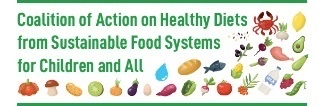 Coalition of Action on Healthy Diets
from Sustainable Food Systems
for Children and All